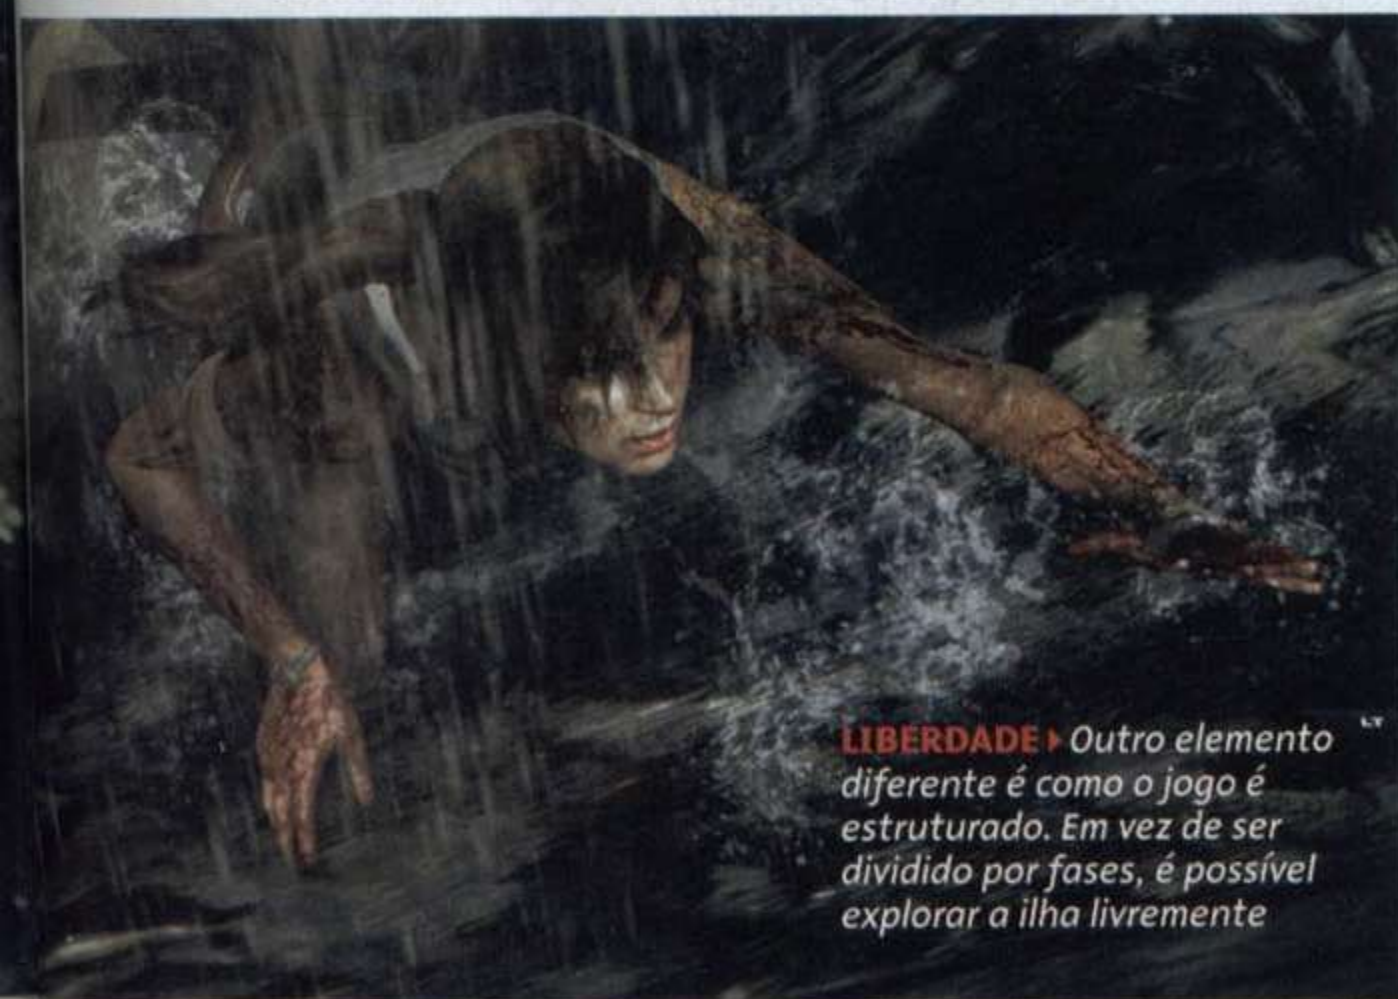 LIBERDADE ▸ Outro elemento
diferente é como o jogo é
estruturado. Em vez de ser
dividido por fases, é possível
explorar a ilha livremente